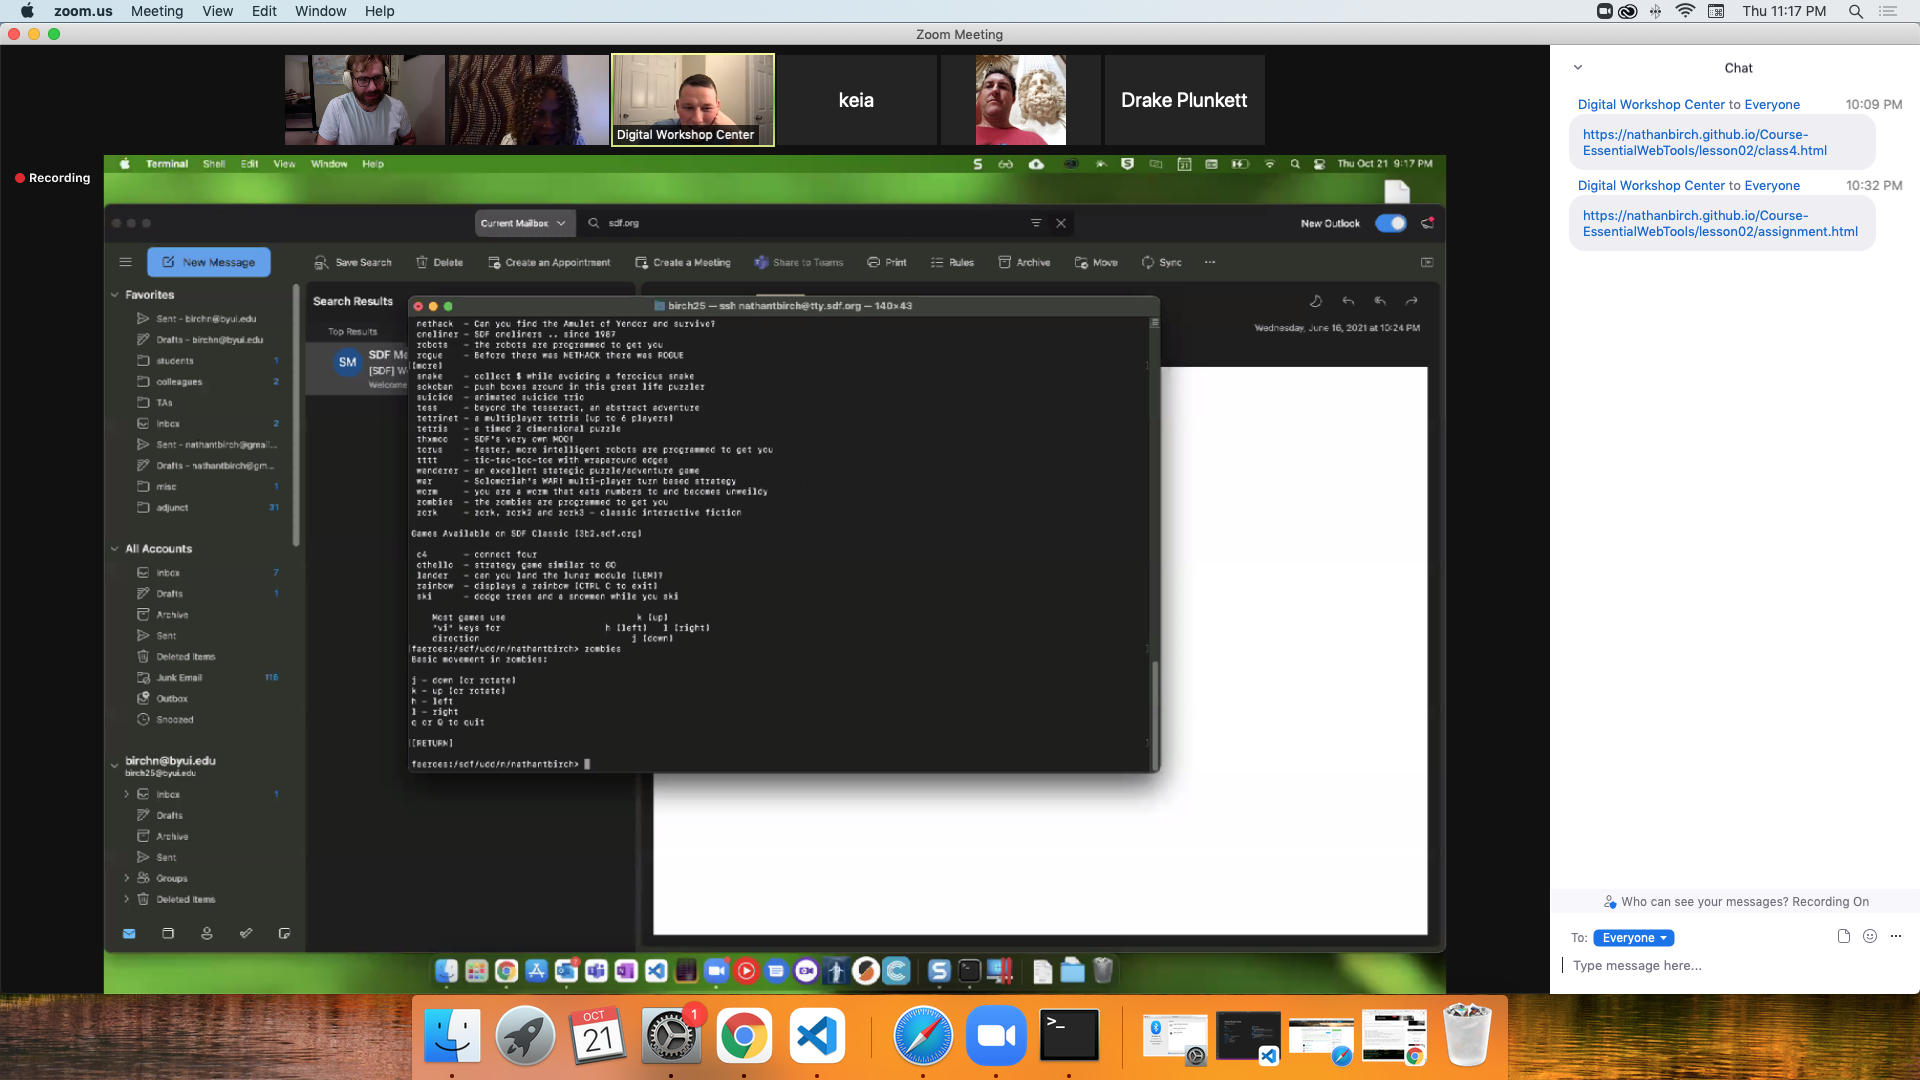 zoom.us Meeting View Edit Window Help
Thu 11:17 PM
Zoom Meeting
Digital Workshop Center
keia
Drake Plunkett
Recording
Terminal Shell Edit View Window Help
Thu Oct 21 9:17 PM
Current Mailbox
sdf.org
New Outlook
New Message
Save Search
Delete
Create an Appointment
Create a Meeting
Share to Teams
Print
Rules
Archive
Move
Sync
Favorites
Sent - birchn@byui.edu
Drafts - birchn@byui.edu
students 1
colleagues 2
TAs
Inbox 2
Sent - nathantbirch@gmai...
Drafts - nathantbirch@gm...
misc 1
adjunct 31
All Accounts
Inbox 7
Drafts 1
Archive
Sent
Deleted Items
Junk Email 116
Outbox
Snoozed
birchn@byui.edu
birch25@byui.edu
Inbox 1
Drafts
Archive
Sent
Groups
Deleted Items
Search Results
Top Results
SM
SDF Me
[SDF] W
Welcome
Wednesday, June 16, 2021 at 10:24 PM
birch25 — ssh nathantbirch@tty.sdf.org — 140×43
nethack - Can you find the Amulet of Yendor and survive?
oneliner - SDF oneliners .. since 1987
robots - the robots are programmed to get you
rogue - Before there was NETHACK there was ROGUE
[more]
snake - collect $ while avoiding a ferocious snake
sokoban - push boxes around in this great life puzzler
suicide - animated suicide trio
tess - beyond the tesseract, an abstract adventure
tetrinet - a multiplayer tetris (up to 6 players)
tetris - a timed 2 dimensional puzzle
thxmoo - SDF's very own MOO!
torus - faster, more intelligent robots are programmed to get you
tttt - tic-tac-toc-toe with wraparound edges
wanderer - an excellent stategic puzzle/adventure game
war - Solomoriah's WAR! multi-player turn based strategy
worm - you are a worm that eats numbers to and becomes unweildy
zombies - the zombies are programmed to get you
zork - zork, zork2 and zork3 - classic interactive fiction
Games Available on SDF Classic [3b2.sdf.org]
c4 - connect four
othello - strategy game similar to GO
lander - can you land the lunar module (LEM)?
rainbow - displays a rainbow (CTRL C to exit)
ski - dodge trees and a snowmen while you ski
Most games use k (up)
"vi" keys for h (left) l (right)
direction j (down)
faeroes:/sdf/udd/n/nathantbirch> zombies
Basic movement in zombies:
j - down (or rotate)
k - up (or rotate)
h - left
l - right
q or Q to quit
[RETURN]
faeroes:/sdf/udd/n/nathantbirch>
Chat
Digital Workshop Center to Everyone 10:09 PM
https://nathanbirch.github.io/Course-
EssentialWebTools/lesson02/class4.html
Digital Workshop Center to Everyone 10:32 PM
https://nathanbirch.github.io/Course-
EssentialWebTools/lesson02/assignment.html
Who can see your messages? Recording On
To: Everyone
Type message here...
OCT
21
1